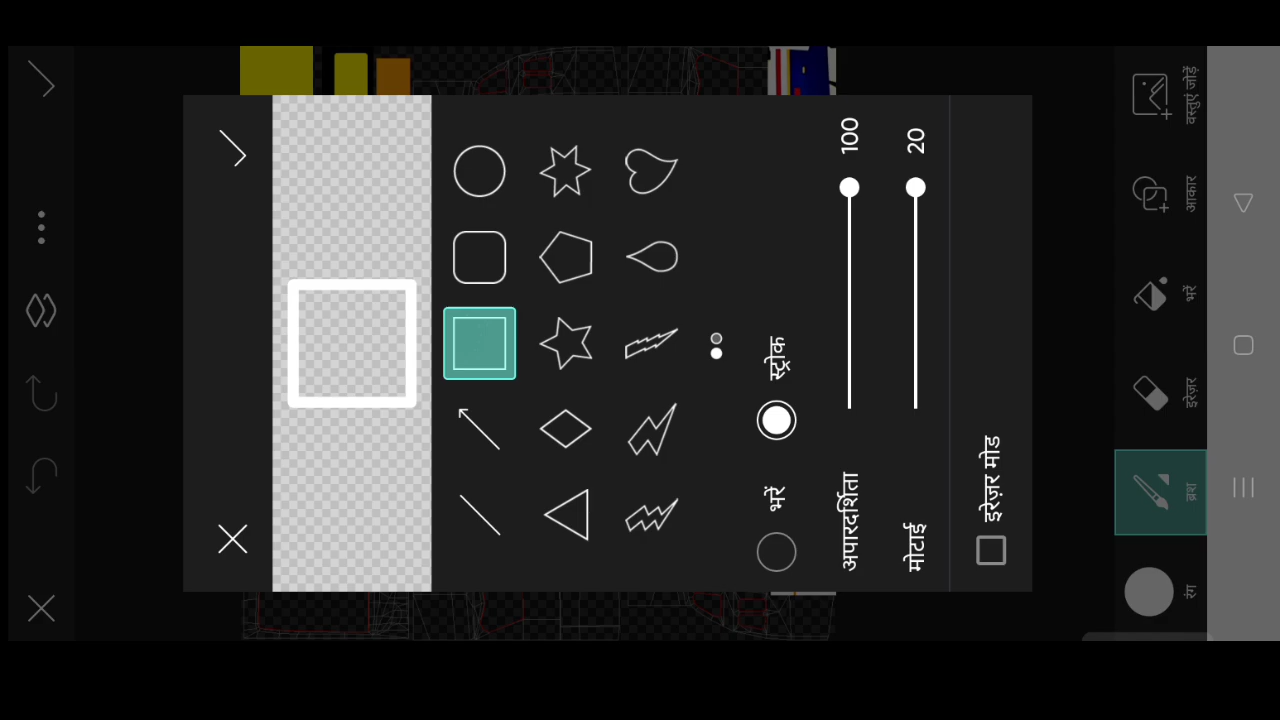 भरें
स्ट्रोक
अपारदर्शिता
100
मोटाई
20
इरेज़र मोड
रंग
ब्रश
इरेज़र
भरें
आकार
वस्तुएं जोड़ें